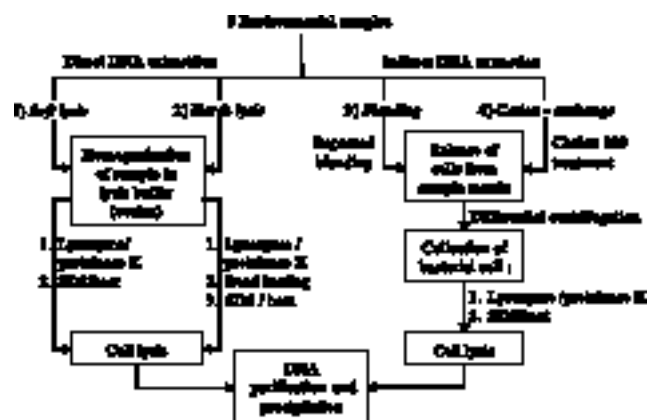 5 Environmental samples
Direct DNA extraction
Indirect DNA extraction
1) Soft lysis
2) Harsh lysis
3) Blending
4) Cation - exchange
Homogenization
of sample in
lysis buffer
Repeated
blending
Release of
cells from
sample matrix
Chelex 100
treatment
Differential centrifugation
1. Lysozyme/
proteinase K
2. SDS/heat
1. Lysozyme /
proteinase K
2. Bead beating
3. SDS / heat
Collection of
bacterial cell
1. Lysozyme /proteinase K
2. SDS/heat
Cell lysis
Cell lysis
DNA
purification and
precipitation